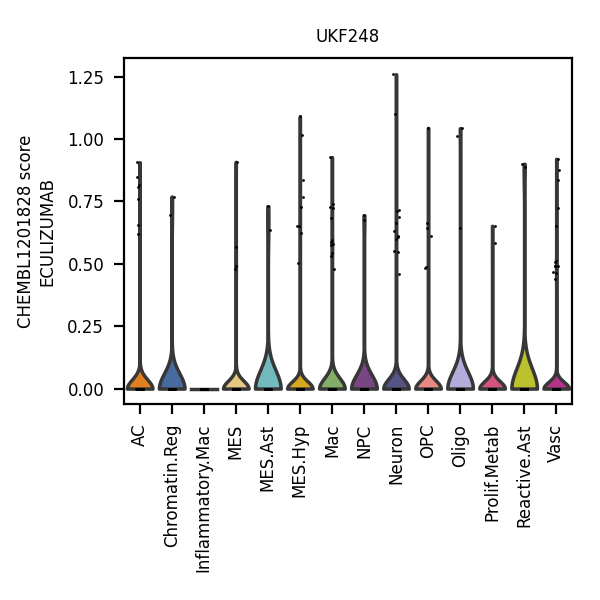 UKF248
CHEMBL1201828 score
ECULIZUMAB
1.25
1.00
0.75
0.50
0.25
0.00
AC
Chromatin.Reg
Inflammatory.Mac
MES
MES.Ast
MES.Hyp
Mac
NPC
Neuron
OPC
Oligo
Prolif.Metab
Reactive.Ast
Vasc